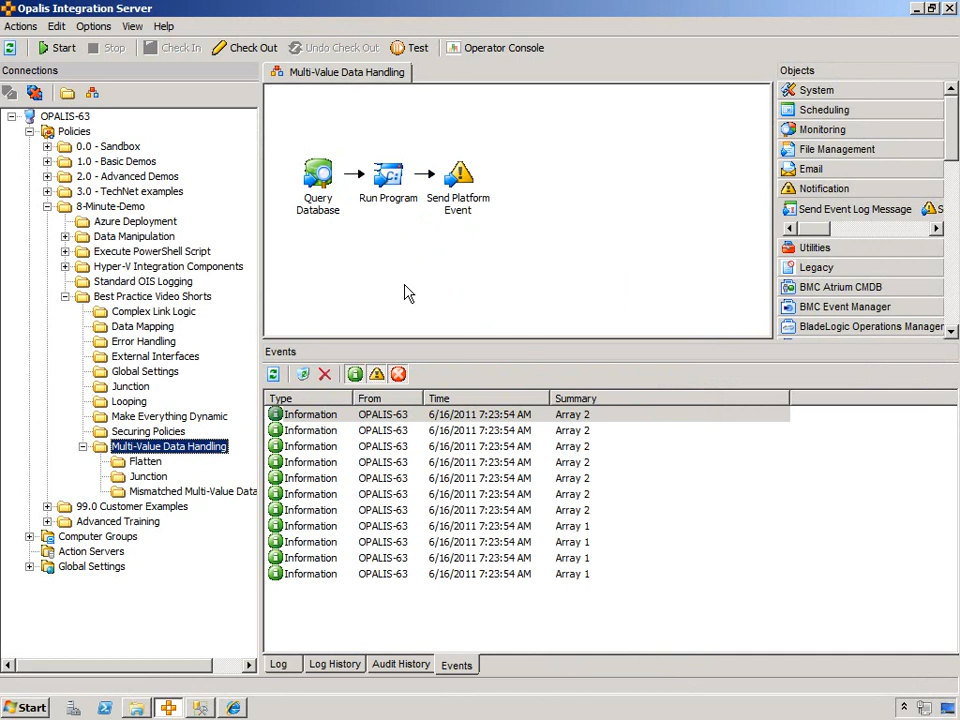 Opalis Integration Server
Actions Edit Options View Help
Start Stop Check In Check Out Undo Check Out Test Operator Console
Connections
OPALIS-63
Policies
0.0 - Sandbox
1.0 - Basic Demos
2.0 - Advanced Demos
3.0 - TechNet examples
8-Minute-Demo
Azure Deployment
Data Manipulation
Execute PowerShell Script
Hyper-V Integration Components
Standard OIS Logging
Best Practice Video Shorts
Complex Link Logic
Data Mapping
Error Handling
External Interfaces
Global Settings
Junction
Looping
Make Everything Dynamic
Securing Policies
Multi-Value Data Handling
Flatten
Junction
Mismatched Multi-Value Data
99.0 Customer Examples
Advanced Training
Computer Groups
Action Servers
Global Settings
Multi-Value Data Handling
Query
Database
Run Program
Send Platform
Event
Objects
System
Scheduling
Monitoring
File Management
Email
Notification
Send Event Log Message S
Utilities
Legacy
BMC Atrium CMDB
BMC Event Manager
BladeLogic Operations Manager
Events
Type From Time Summary
Information OPALIS-63 6/16/2011 7:23:54 AM Array 2
Information OPALIS-63 6/16/2011 7:23:54 AM Array 2
Information OPALIS-63 6/16/2011 7:23:54 AM Array 2
Information OPALIS-63 6/16/2011 7:23:54 AM Array 2
Information OPALIS-63 6/16/2011 7:23:54 AM Array 2
Information OPALIS-63 6/16/2011 7:23:54 AM Array 2
Information OPALIS-63 6/16/2011 7:23:54 AM Array 2
Information OPALIS-63 6/16/2011 7:23:54 AM Array 1
Information OPALIS-63 6/16/2011 7:23:54 AM Array 1
Information OPALIS-63 6/16/2011 7:23:54 AM Array 1
Information OPALIS-63 6/16/2011 7:23:54 AM Array 1
Log Log History Audit History Events
Start